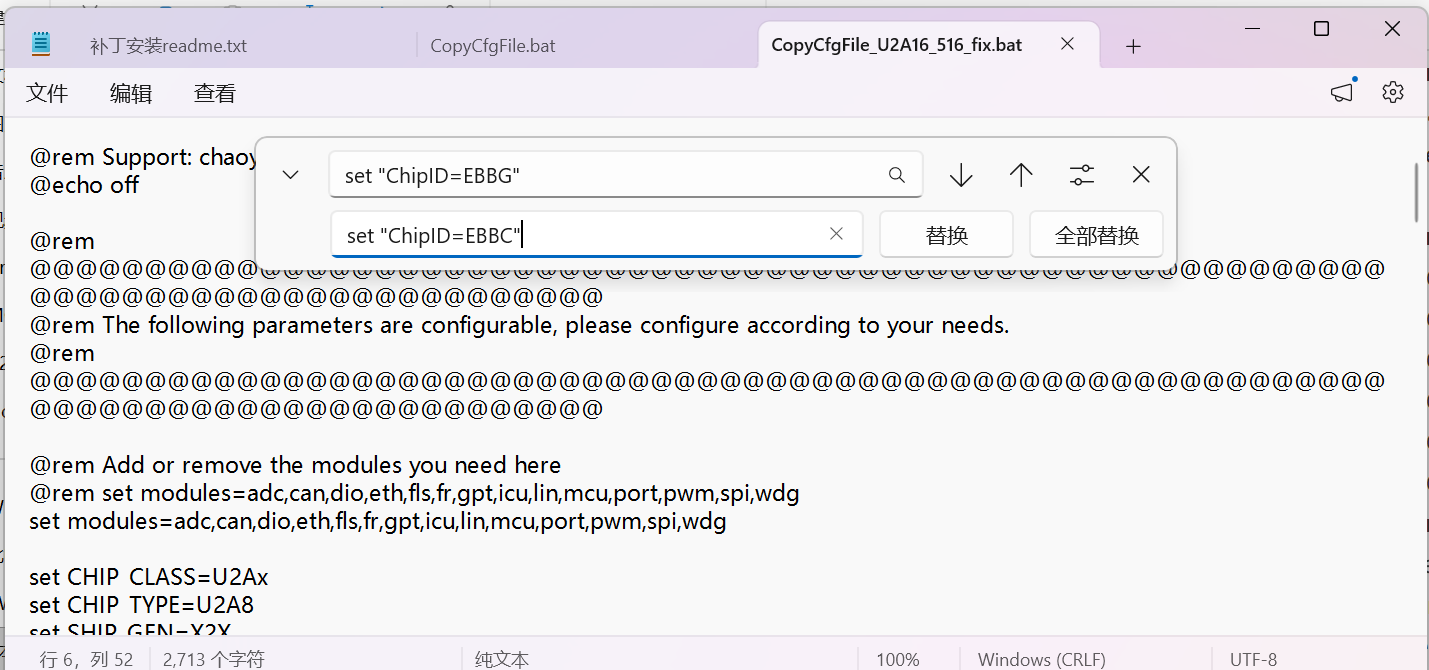 补丁安装readme.txt
CopyCfgFile.bat
CopyCfgFile_U2A16_516_fix.bat
文件
编辑
查看
set "ChipID=EBBG"
set "ChipID=EBBC"
替换
全部替换
@rem Support: chaoy
@echo off
@rem
@@@@@@@@@@@@@@@@@@@@@@@@@@@@@@@@@@@@@@@@@@@@@@@@@@@@@@@@@@@
@@@@@@@@@@@@@@@@@@@@@@@@@
@rem The following parameters are configurable, please configure according to your needs.
@rem
@@@@@@@@@@@@@@@@@@@@@@@@@@@@@@@@@@@@@@@@@@@@@@@@@@@@@@@@@@@
@@@@@@@@@@@@@@@@@@@@@@@@@
@rem Add or remove the modules you need here
@rem set modules=adc,can,dio,eth,fls,fr,gpt,icu,lin,mcu,port,pwm,spi,wdg
set modules=adc,can,dio,eth,fls,fr,gpt,icu,lin,mcu,port,pwm,spi,wdg
set CHIP_CLASS=U2Ax
set CHIP_TYPE=U2A8
set SHIP_GEN=X2X
行 6，列 52
2,713 个字符
纯文本
100%
Windows (CRLF)
UTF-8